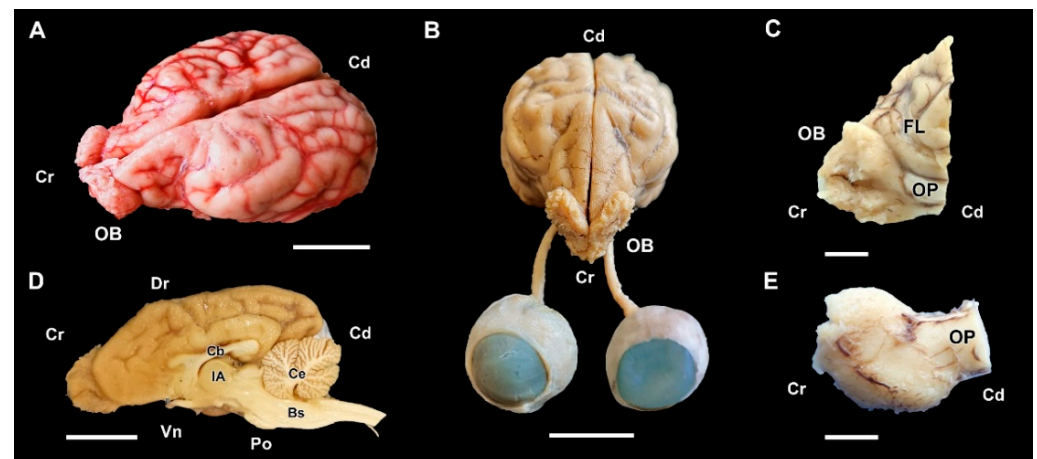 A
Cd
Cr
OB
B
Cd
OB
Cr
C
OB
FL
OP
Cr
Cd
D
Dr
Cr
Cd
Cb
IA
Ce
Bs
Vn
Po
E
OP
Cr
Cd